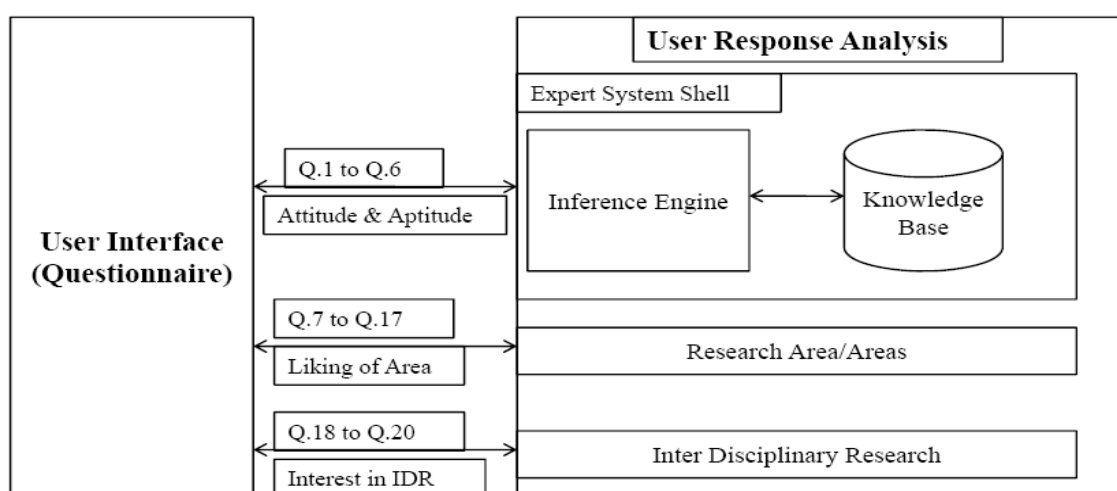 User Response Analysis
Expert System Shell
Q.1 to Q.6
Attitude & Aptitude
Inference Engine
Knowledge
Base
User Interface
(Questionnaire)
Q.7 to Q.17
Liking of Area
Research Area/Areas
Q.18 to Q.20
Interest in IDR
Inter Disciplinary Research